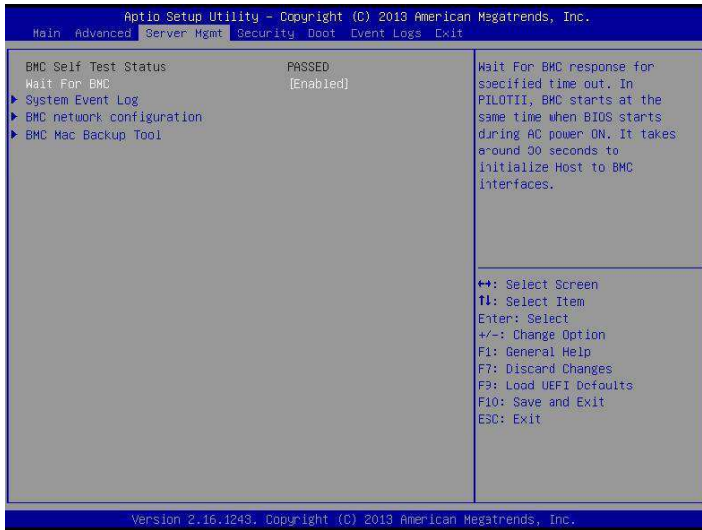 Aptio Setup Utility – Copyright (C) 2013 American Megatrends, Inc.
Main Advanced Server Mgmt Security Boot Event Logs Exit
BMC Self Test Status PASSED
Wait For BMC [Enabled]
System Event Log
BMC network configuration
BMC Mac Backup Tool
Wait For BMC response for
specified time out. In
PILOTII, BMC starts at the
same time when BIOS starts
during AC power ON. It takes
around seconds to
initialize Host to BMC
interfaces.
↔: Select Screen
↑↓: Select Item
Enter: Select
+/-: Change Option
F1: General Help
F7: Discard Changes
F9: Load UEFI Defaults
F10: Save and Exit
ESC: Exit
Version 2.16.1243. Copyright (C) 2013 American Megatrends, Inc.